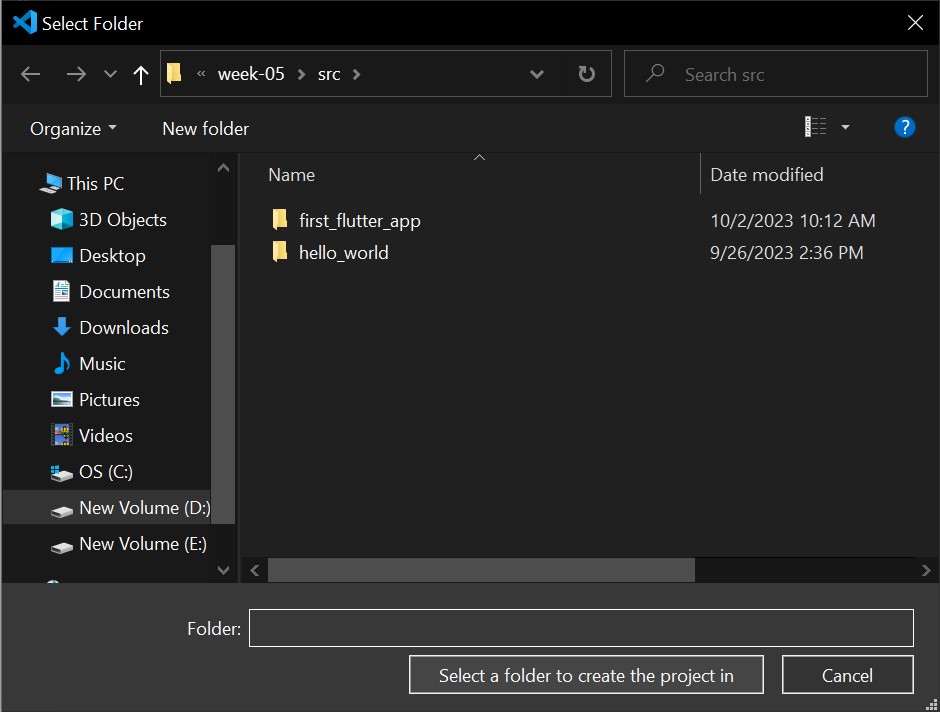 Select Folder
« week-05 > src >
Search src
Organize
New folder
?
This PC
3D Objects
Desktop
Documents
Downloads
Music
Pictures
Videos
OS (C:)
New Volume (D:)
New Volume (E:)
Name Date modified
first_flutter_app 10/2/2023 10:12 AM
hello_world 9/26/2023 2:36 PM
Folder:
Select a folder to create the project in
Cancel